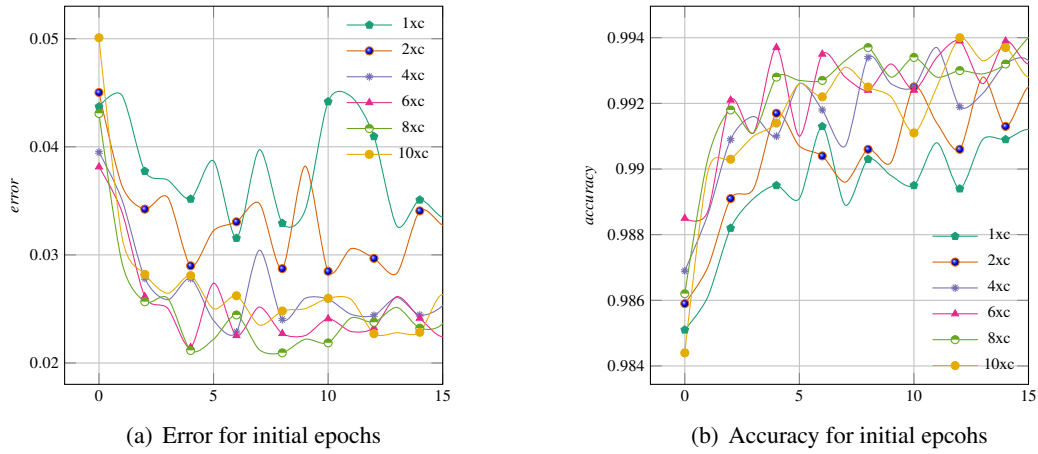 0.05
0.04
0.03
0.02
error
1xc
2xc
4xc
6xc
8xc
10xc
0
5
10
15
(a) Error for initial epochs
0.994
0.992
0.99
0.988
0.986
0.984
accuracy
1xc
2xc
4xc
6xc
8xc
10xc
0
5
10
15
(b) Accuracy for initial epcohs